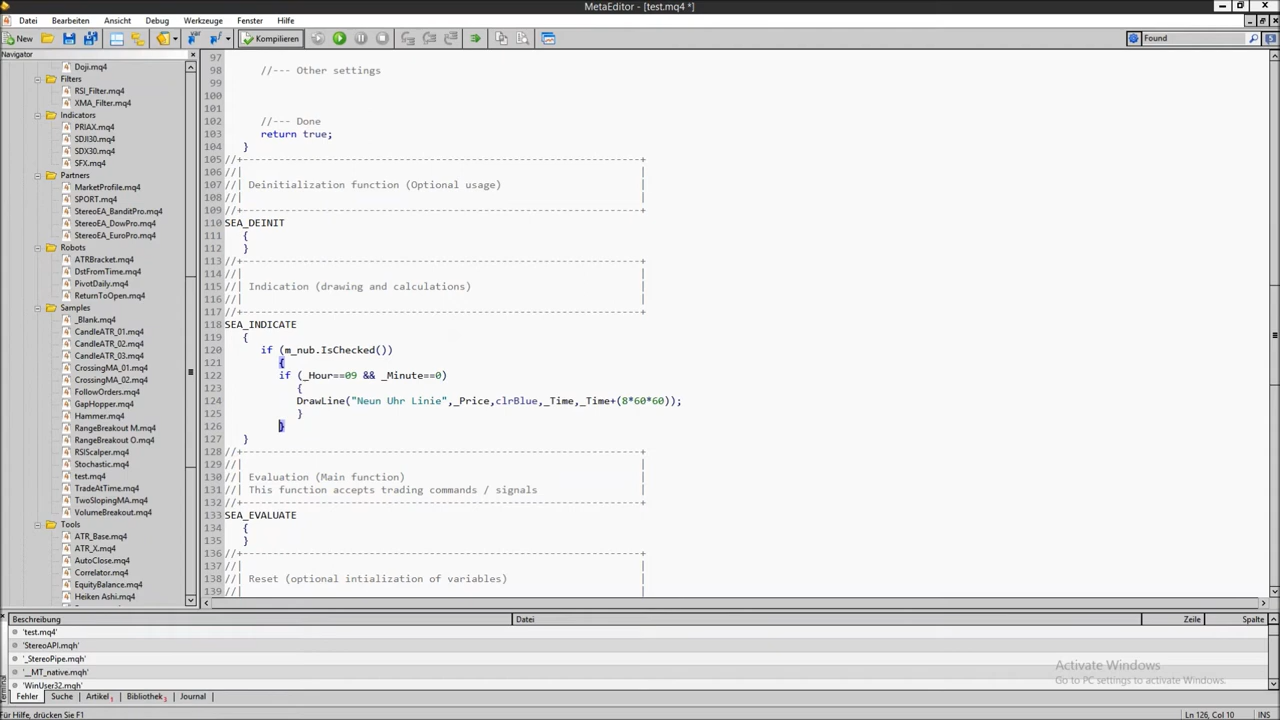 MetaEditor - [test.mq4 *]
Datei Bearbeiten Ansicht Debug Werkzeuge Fenster Hilfe
New Kompilieren Found
Navigator
Doji.mq4
Filters
RSI_Filter.mq4
XMA_Filter.mq4
Indicators
PRIAX.mq4
SDJI30.mq4
SDX30.mq4
SFX.mq4
Partners
MarketProfile.mq4
SPORT.mq4
StereoEA_BanditPro.mq4
StereoEA_DowPro.mq4
StereoEA_EuroPro.mq4
Robots
ATRBracket.mq4
DstFromTime.mq4
PivotDaily.mq4
ReturnToOpen.mq4
Samples
_Blank.mq4
CandleATR_01.mq4
CandleATR_02.mq4
CandleATR_03.mq4
CrossingMA_01.mq4
CrossingMA_02.mq4
FollowOrders.mq4
GapHopper.mq4
Hammer.mq4
RangeBreakout M.mq4
RangeBreakout O.mq4
RSIScalper.mq4
Stochastic.mq4
test.mq4
TradeAtTime.mq4
TwoSlopingMA.mq4
VolumeBreakout.mq4
Tools
ATR_Base.mq4
ATR_X.mq4
AutoClose.mq4
Correlator.mq4
EquityBalance.mq4
Heiken Ashi.mq4
97
98 //--- Other settings
99
100
101
102 //--- Done
103 return true;
104 }
105 //+------------------------------------------------------------------+
106 //| |
107 //| Deinitialization function (Optional usage) |
108 //| |
109 //+------------------------------------------------------------------+
110 SEA_DEINIT
111 {
112 }
113 //+------------------------------------------------------------------+
114 //| |
115 //| Indication (drawing and calculations) |
116 //| |
117 //+------------------------------------------------------------------+
118 SEA_INDICATE
119 {
120 if (m_nub.IsChecked())
121 {
122 if (_Hour==09 && _Minute==0)
123 {
124 DrawLine("Neun Uhr Linie",_Price,clrBlue,_Time,_Time+(8*60*60));
125 }
126 }
127 }
128 //+------------------------------------------------------------------+
129 //| |
130 //| Evaluation (Main function) |
131 //| This function accepts trading commands / signals |
132 //+------------------------------------------------------------------+
133 SEA_EVALUATE
134 {
135 }
136 //+------------------------------------------------------------------+
137 //| |
138 //| Reset (optional intialization of variables) |
139 //| |
Beschreibung Datei Zeile Spalte
'test.mq4'
'StereoAPI.mqh'
'_StereoPipe.mqh'
'__MT_native.mqh'
'WinUser32.mqh'
Terminal
Fehler Suche Artikel Bibliothek Journal
Activate Windows
Go to PC settings to activate Windows.
Für Hilfe, drücken Sie F1 Ln 126, Col 10 INS